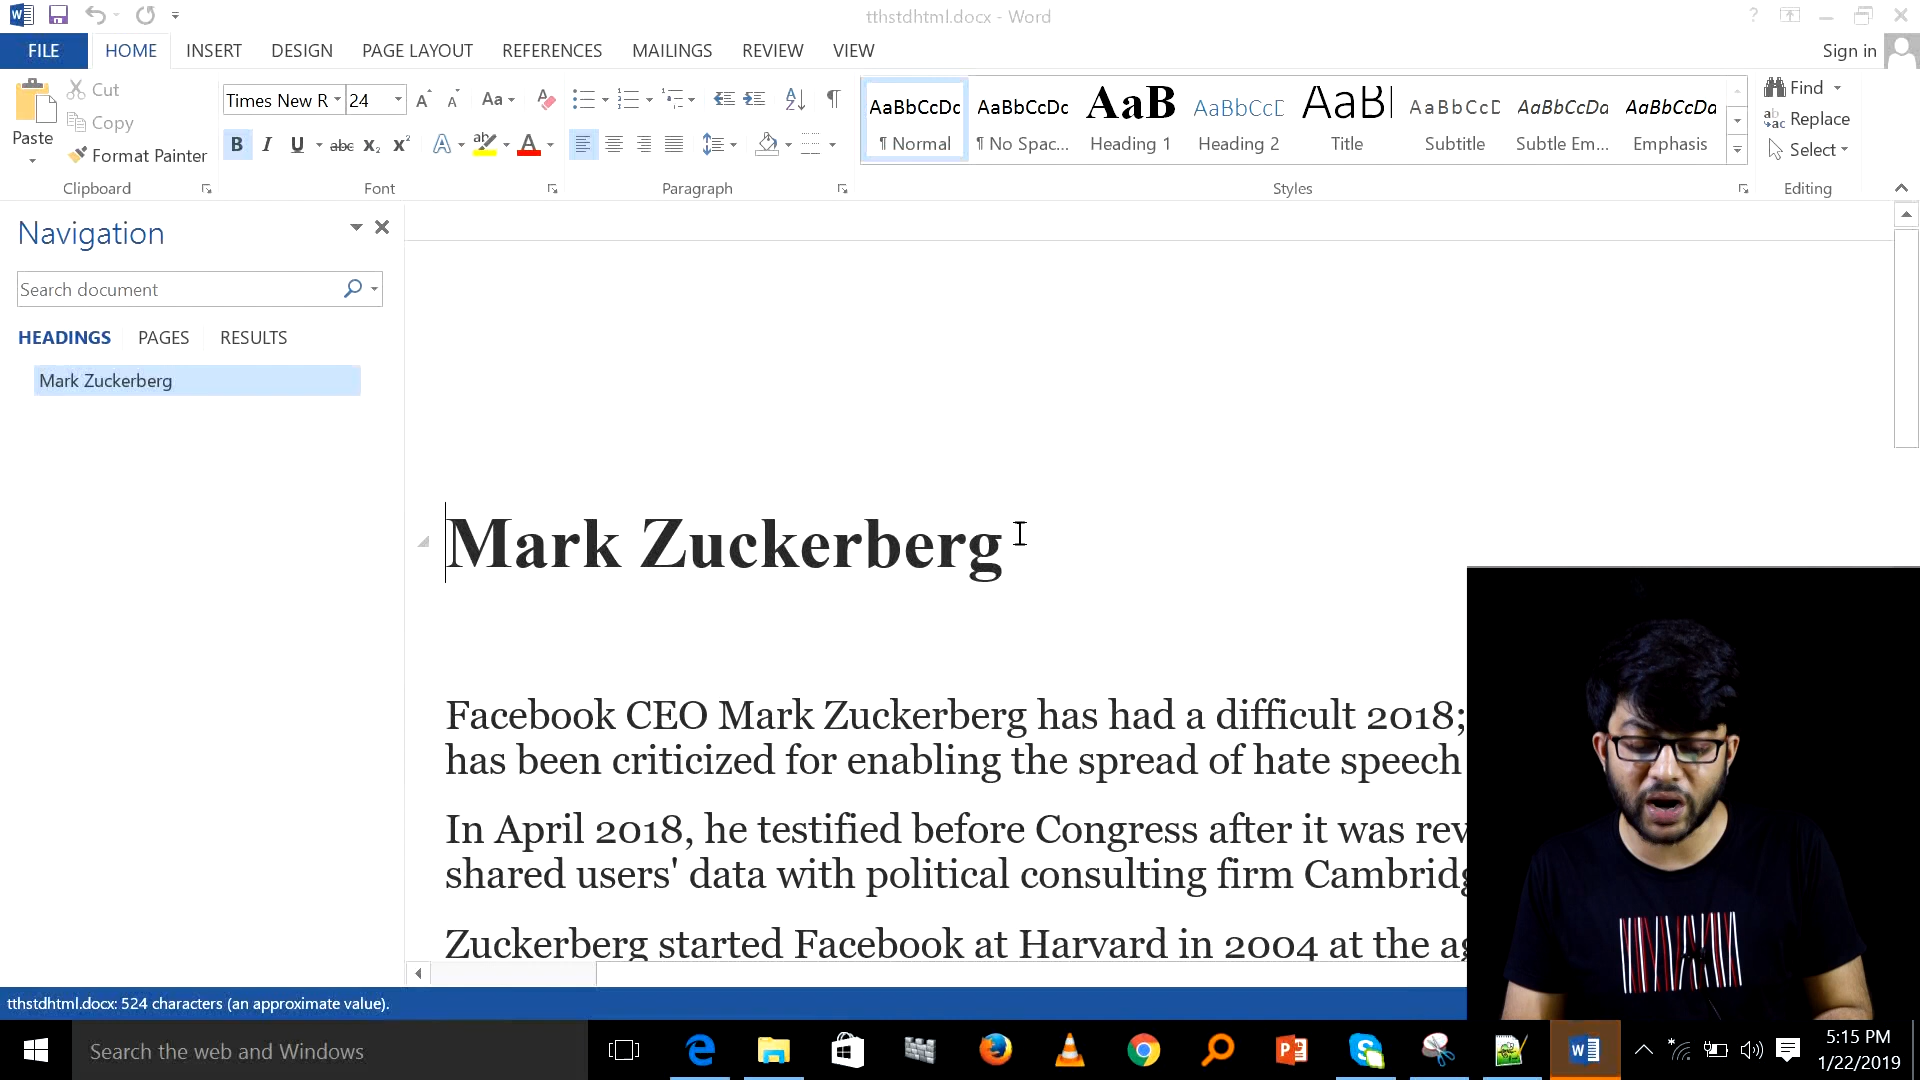 tthstdhtml.docx - Word
FILE HOME INSERT DESIGN PAGE LAYOUT REFERENCES MAILINGS REVIEW VIEW Sign in
Paste
Cut
Copy
Format Painter
Clipboard
Times New R 24
Font
Paragraph
AaBbCcDc AaBbCcDc AaB AaBbCcD AaB AaBbCcD AaBbCcDa AaBbCcDa
¶ Normal ¶ No Spac... Heading 1 Heading 2 Title Subtitle Subtle Em... Emphasis
Styles
Find
Replace
Select
Editing
Navigation
Search document
HEADINGS PAGES RESULTS
Mark Zuckerberg
Mark Zuckerberg
Facebook CEO Mark Zuckerberg has had a difficult 2018;
has been criticized for enabling the spread of hate speech
In April 2018, he testified before Congress after it was rev
shared users' data with political consulting firm Cambridg
Zuckerberg started Facebook at Harvard in 2004 at the ag
tthstdhtml.docx: 524 characters (an approximate value).
Search the web and Windows
5:15 PM
1/22/2019